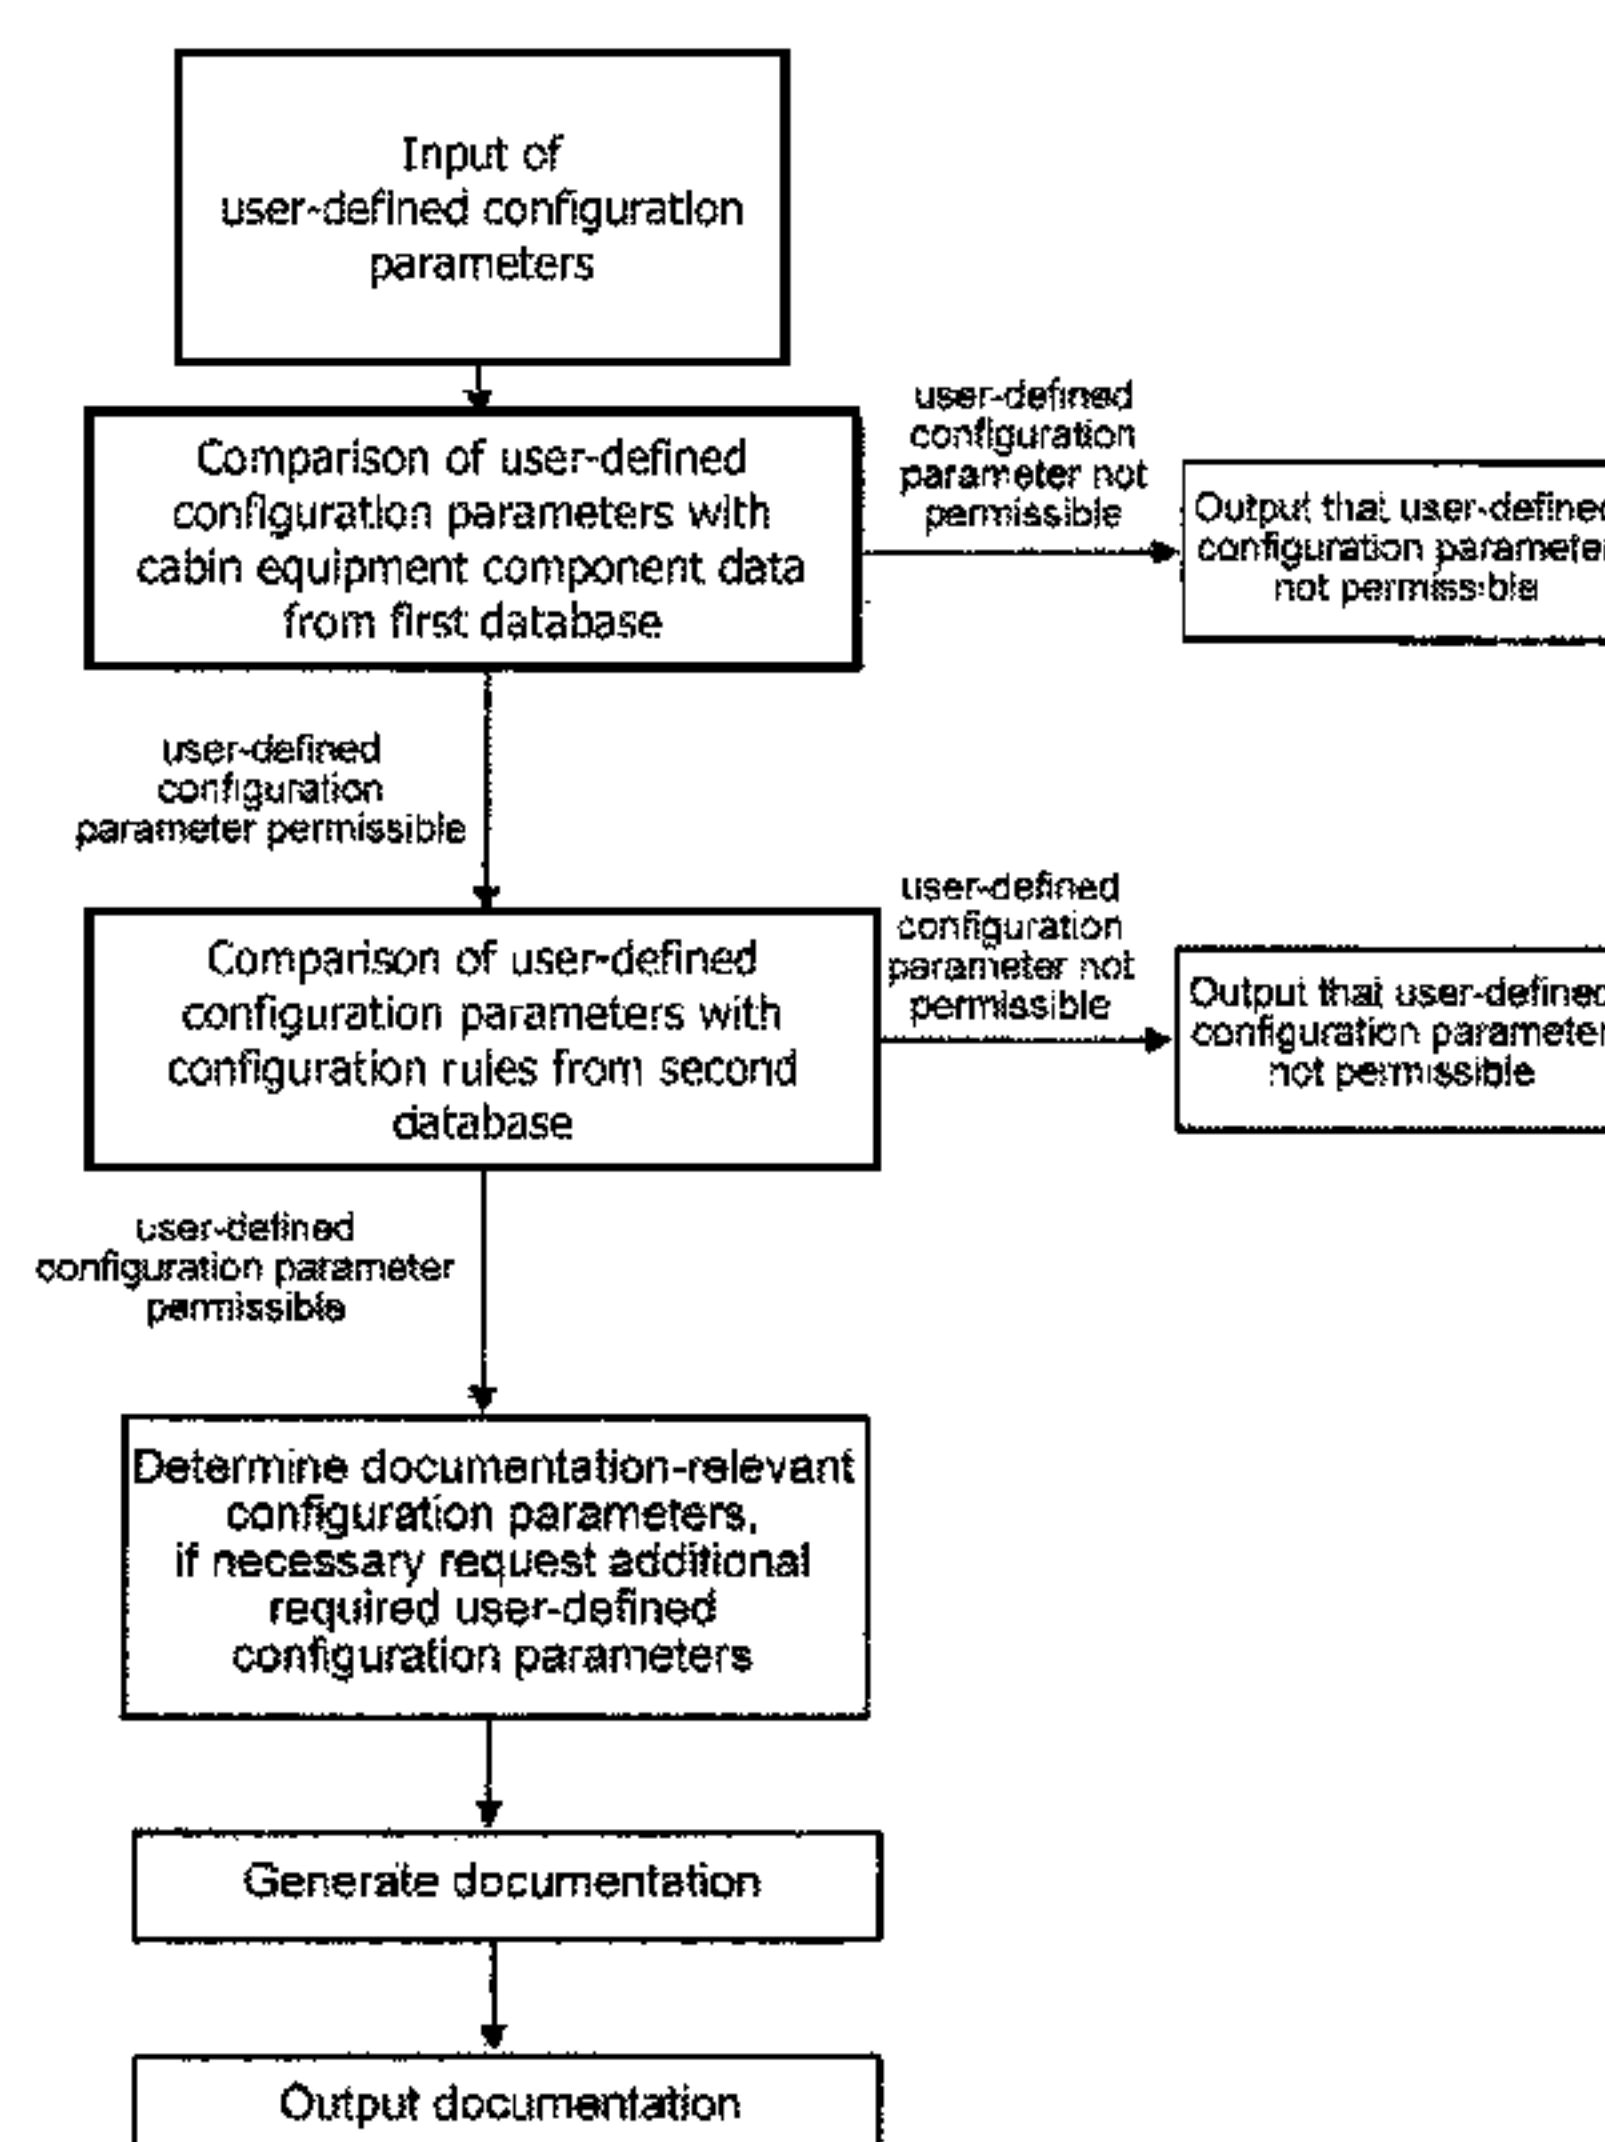 Input of
user-defined configuration
parameters
Comparison of user-defined
configuration parameters with
cabin equipment component data
from first database
user-defined
configuration
parameter not
permissible
Output that user-defined
configuration parameter
not permissible
user-defined
configuration
parameter permissible
Comparison of user-defined
configuration parameters with
configuration rules from second
database
user-defined
configuration
parameter not
permissible
Output that user-defined
configuration parameter
not permissible
user-defined
configuration parameter
permissible
Determine documentation-relevant
configuration parameters,
if necessary request additional
required user-defined
configuration parameters
Generate documentation
Output documentation